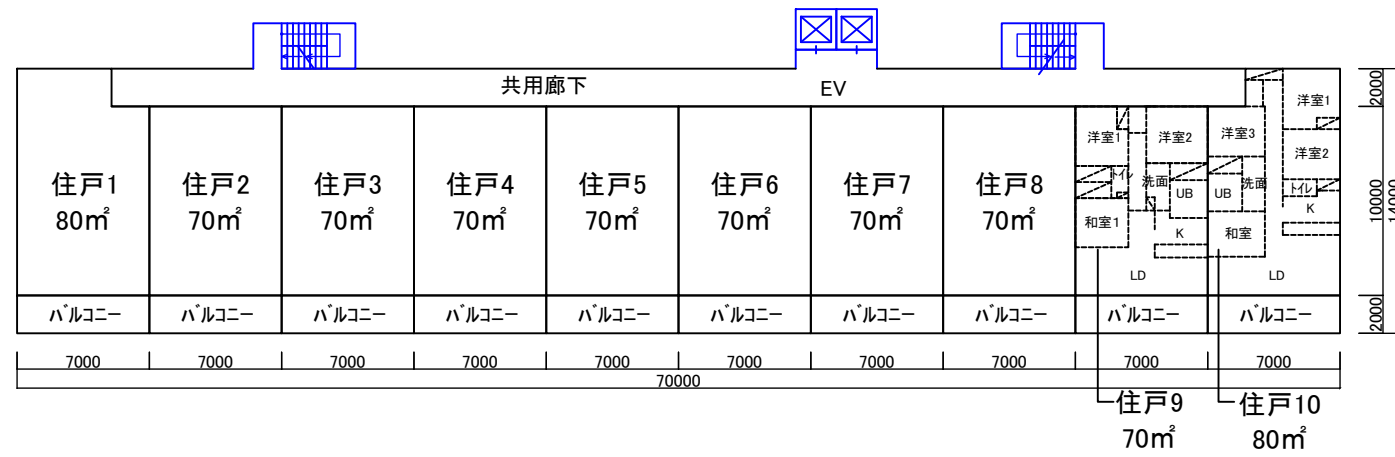 共用廊下
EV
2000
10000
14000
2000
住戸1
80㎡
住戸2
70㎡
住戸3
70㎡
住戸4
70㎡
住戸5
70㎡
住戸6
70㎡
住戸7
70㎡
住戸8
70㎡
洋室1
洋室2
トイレ
洗面
UB
和室1
K
LD
洋室1
洋室3
洋室2
トイレ
洗面
UB
K
和室
LD
バルコニー
バルコニー
バルコニー
バルコニー
バルコニー
バルコニー
バルコニー
バルコニー
バルコニー
バルコニー
7000
7000
7000
7000
7000
7000
7000
7000
7000
7000
70000
住戸9
70㎡
住戸10
80㎡